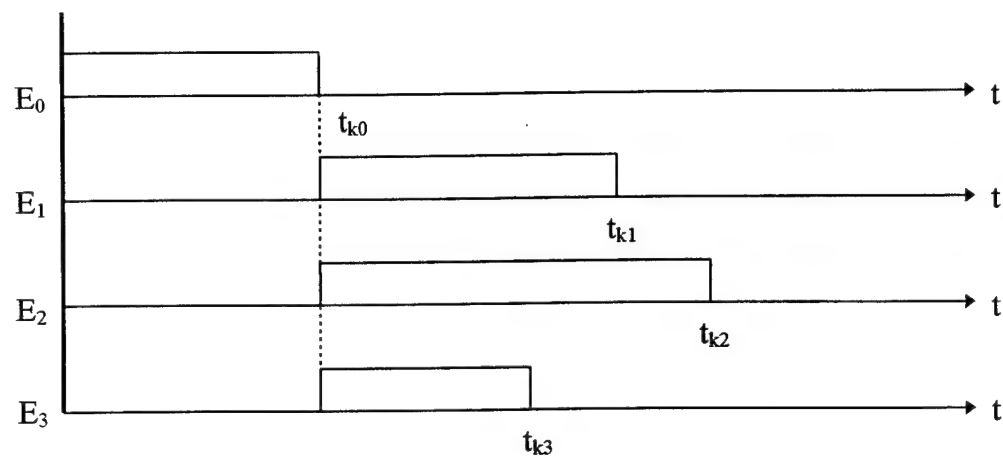 E₀ t
tₖ₀
E₁ t
tₖ₁
E₂ t
tₖ₂
E₃ t
tₖ₃